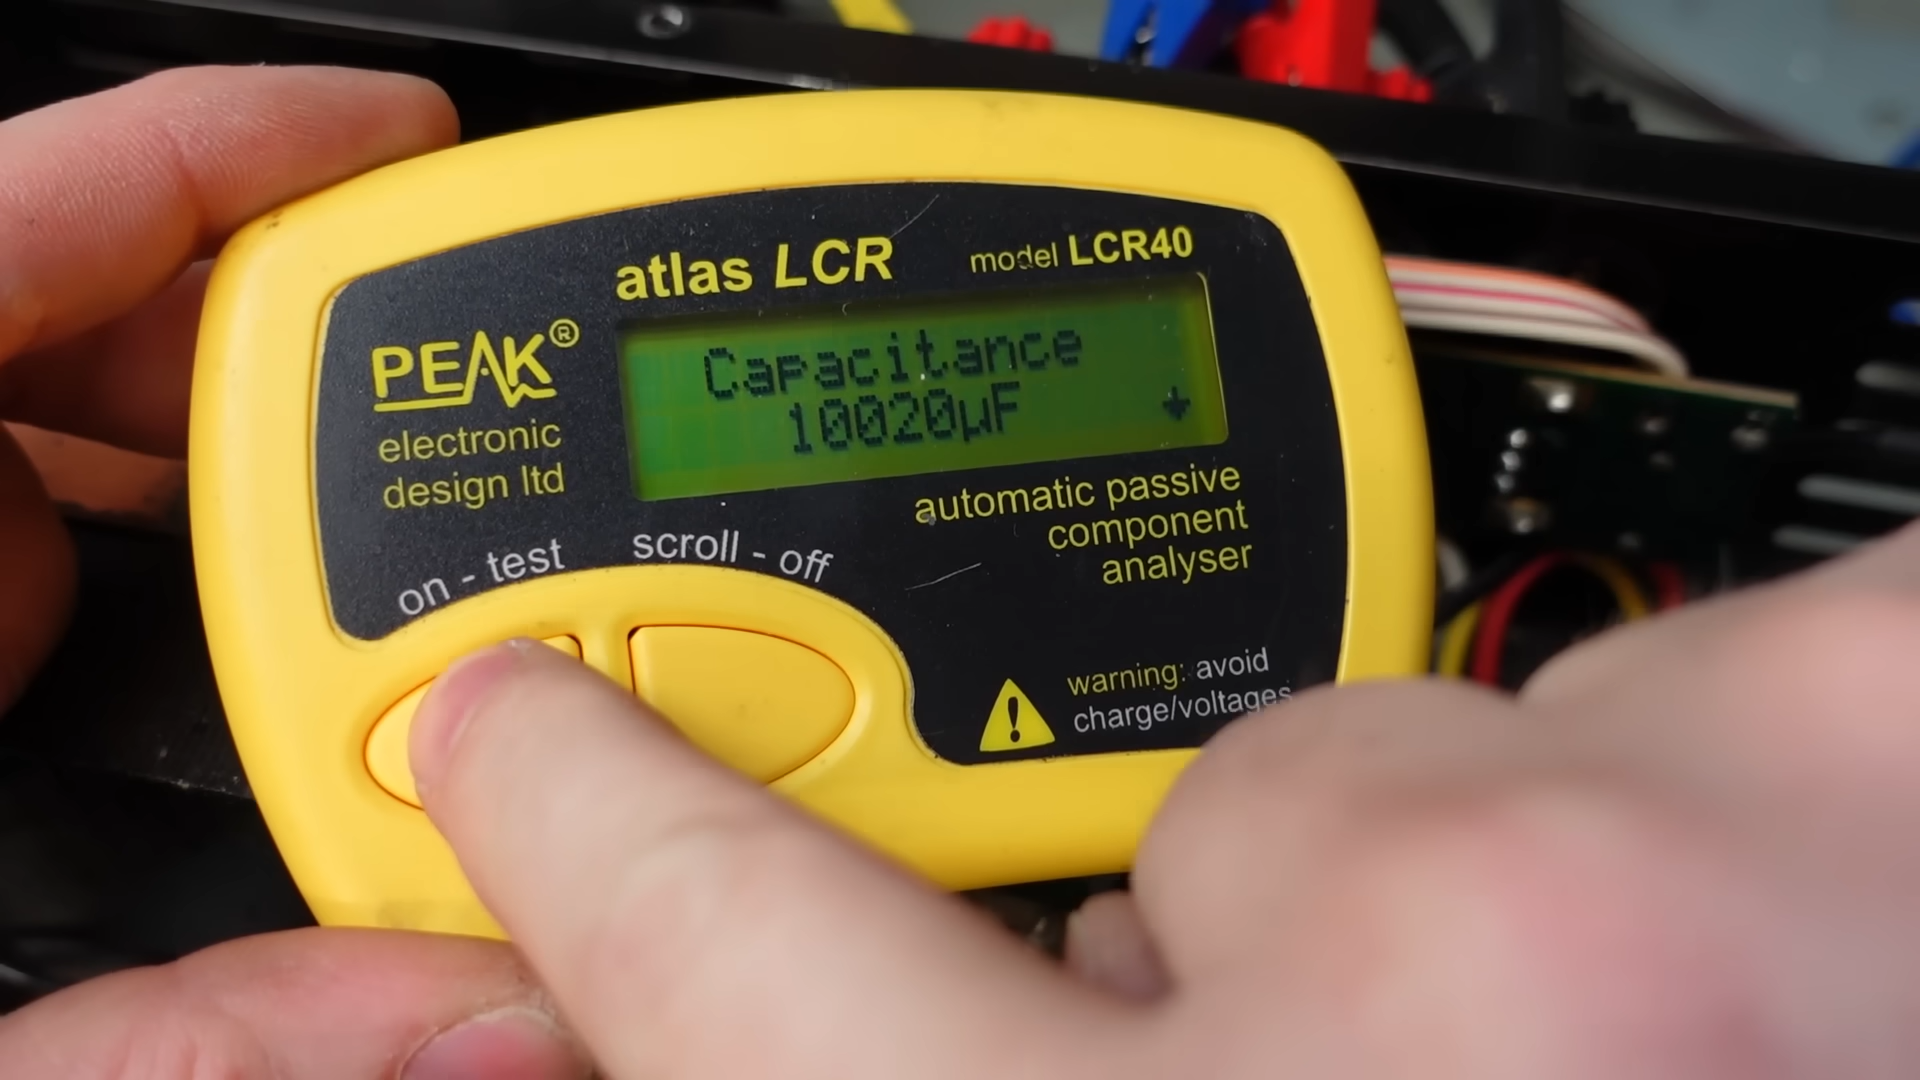 atlas LCR model LCR40
PEAK®
electronic
design ltd
Capacitance
10020µF
automatic passive
component
analyser
on - test scroll - off
warning: avoid
charge/voltages